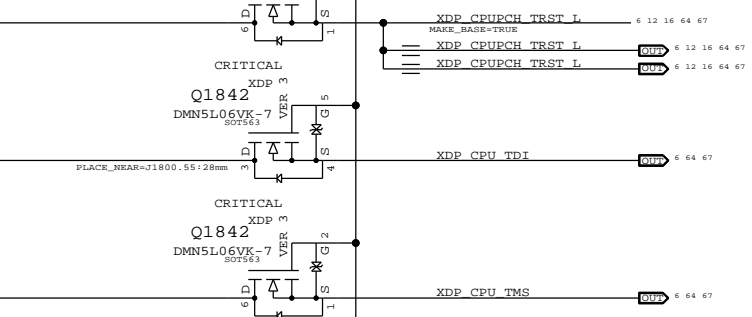 D
S
6
1
XDP_CPUPCH_TRST_L
6 12 16 64 67
MAKE_BASE=TRUE
XDP_CPUPCH_TRST_L
OUT
6 12 16 64 67
XDP_CPUPCH_TRST_L
OUT
6 12 16 64 67
CRITICAL
XDP
VER 3
Q1842
DMN5L06VK-7
SOT563
G
5
D
S
3
4
PLACE_NEAR=J1800.55:28mm
XDP_CPU_TDI
OUT
6 64 67
CRITICAL
XDP
VER 3
Q1842
DMN5L06VK-7
SOT563
G
2
D
S
6
1
XDP_CPU_TMS
OUT
6 64 67